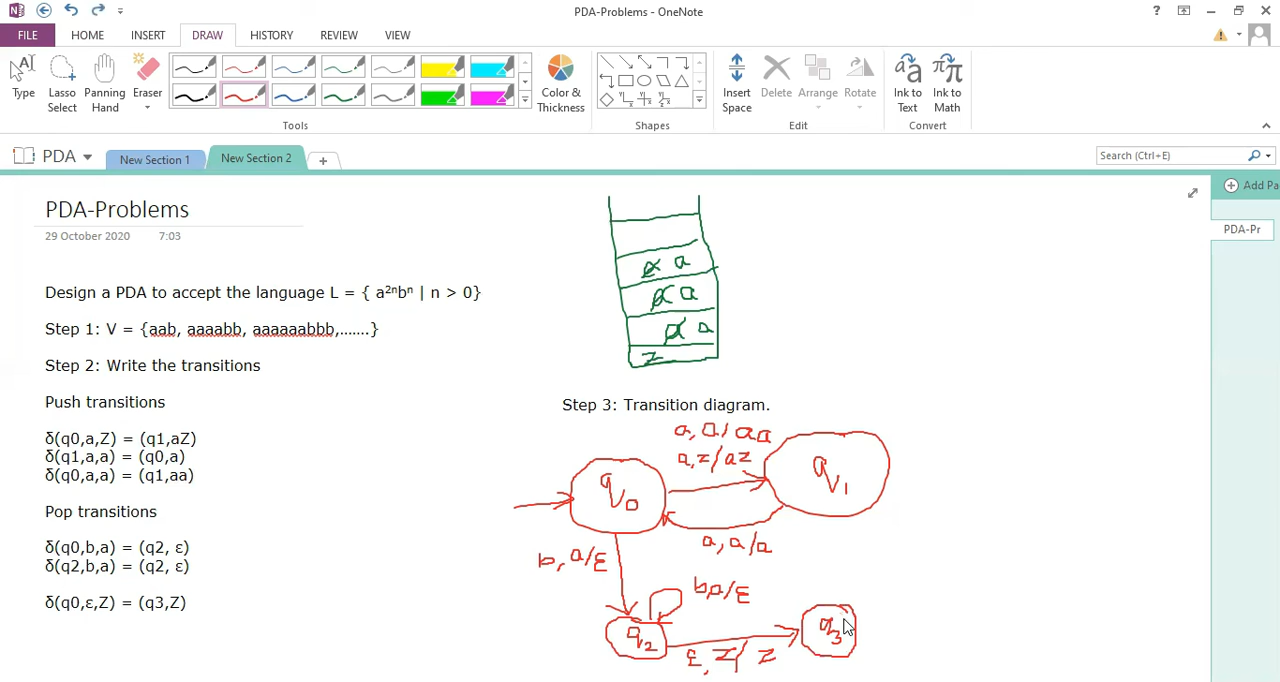 PDA-Problems - OneNote
FILE HOME INSERT DRAW HISTORY REVIEW VIEW
Type
Lasso Select
Panning Hand
Eraser
Color & Thickness
Insert Space
Delete
Arrange
Rotate
Ink to Text
Ink to Math
Tools
Shapes
Edit
Convert
PDA New Section 1 New Section 2
Search (Ctrl+E)
Add Pa
PDA-Pr
PDA-Problems
29 October 2020 7:03
Design a PDA to accept the language L = { a²ⁿbⁿ | n > 0}
Step 1: V = {aab, aaaabb, aaaaaabbb,.......}
Step 2: Write the transitions
Push transitions
δ(q0,a,Z) = (q1,aZ)
δ(q1,a,a) = (q0,a)
δ(q0,a,a) = (q1,aa)
Pop transitions
δ(q0,b,a) = (q2, ε)
δ(q2,b,a) = (q2, ε)
δ(q0,ε,Z) = (q3,Z)
a a
a a
a a
Z
Step 3: Transition diagram.
a, a/ aa
a, z/ az
q0
q1
a, a/a
b, a/ε
b,a/ε
q2
q3
ε, Z/ Z